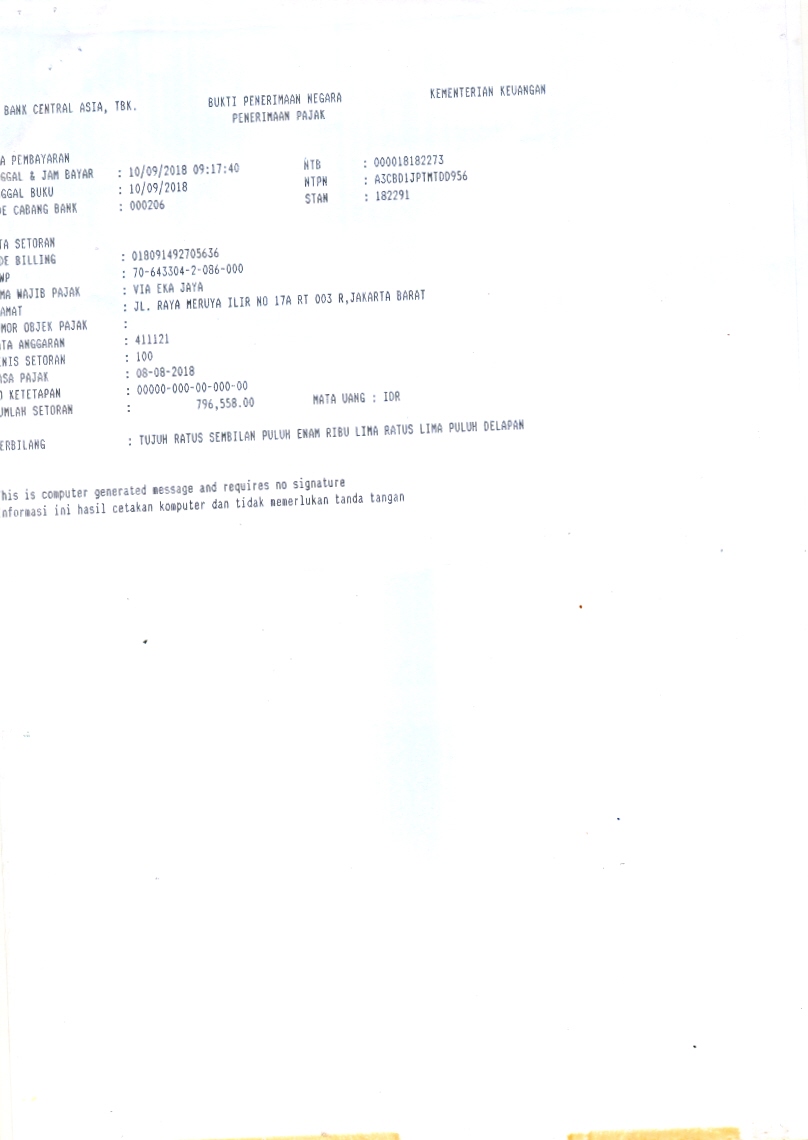 BANK CENTRAL ASIA, TBK. BUKTI PENERIMAAN NEGARA KEMENTERIAN KEUANGAN
PENERIMAAN PAJAK
A PEMBAYARAN
GGAL & JAM BAYAR : 10/09/2018 09:17:40 NTB : 000018182273
GGAL BUKU : 10/09/2018 NTPN : A3CBD1JPTMTDD956
DE CABANG BANK : 000206 STAN : 182291
TA SETORAN
DE BILLING : 018091492705636
WP : 70-643304-2-086-000
MA WAJIB PAJAK : VIA EKA JAYA
AMAT : JL. RAYA MERUYA ILIR NO 17A RT 003 R,JAKARTA BARAT
MOR OBJEK PAJAK :
TA ANGGARAN : 411121
NIS SETORAN : 100
SA PAJAK : 08-08-2018
O KETETAPAN : 00000-000-00-000-00
UMLAH SETORAN : 796,558.00 MATA UANG : IDR
ERBILANG : TUJUH RATUS SEMBILAN PULUH ENAM RIBU LIMA RATUS LIMA PULUH DELAPAN
his is computer generated message and requires no signature
nformasi ini hasil cetakan komputer dan tidak memerlukan tanda tangan